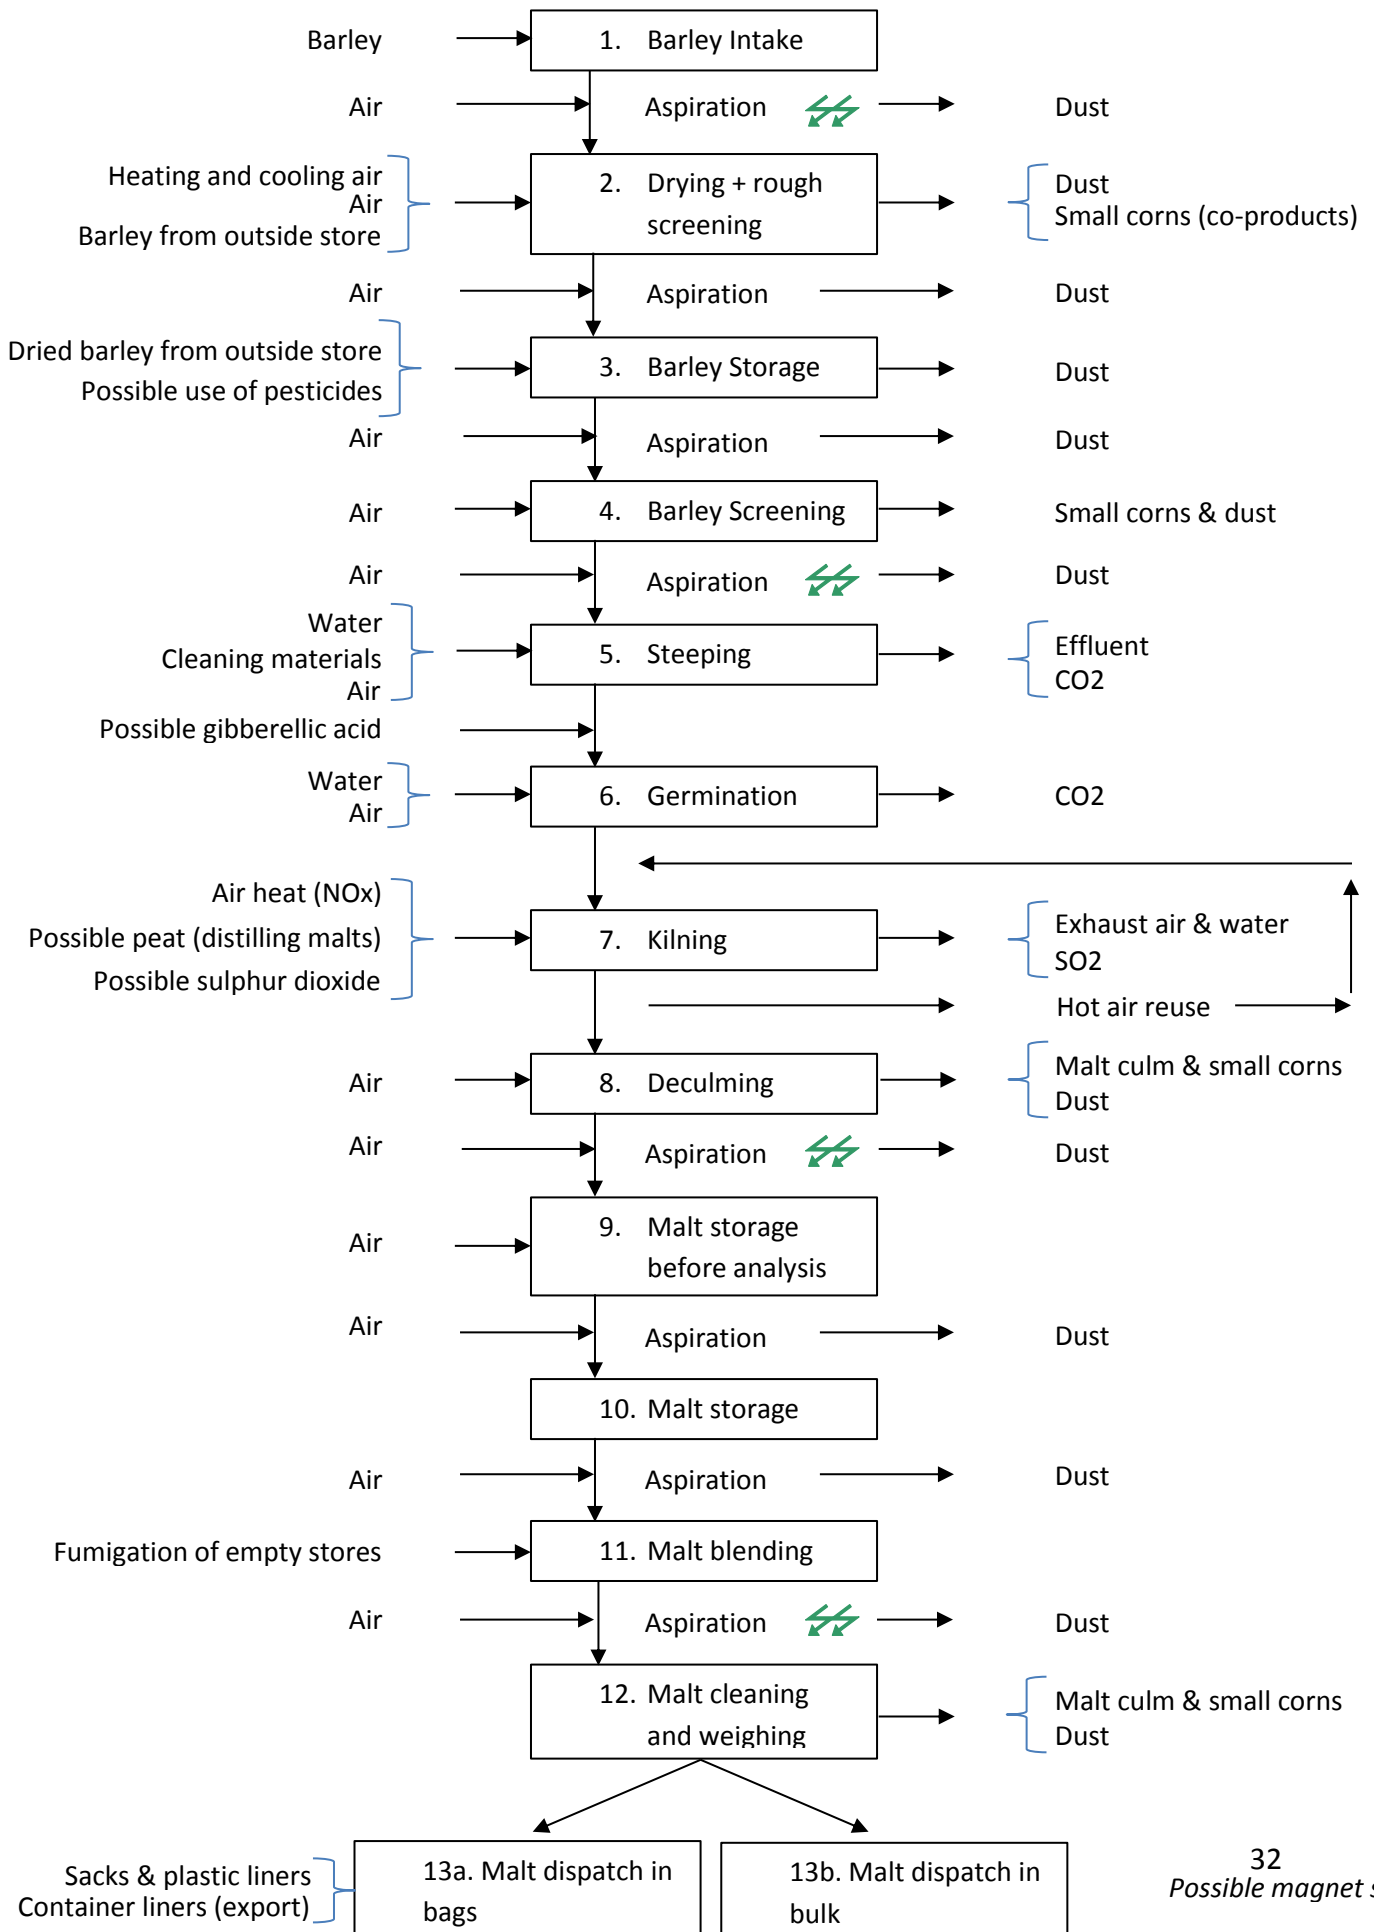 Barley
1. Barley Intake
Air
Aspiration
Dust
Heating and cooling air
Air
Barley from outside store
2. Drying + rough
screening
Dust
Small corns (co-products)
Air
Aspiration
Dust
Dried barley from outside store
Possible use of pesticides
3. Barley Storage
Dust
Air
Aspiration
Dust
Air
4. Barley Screening
Small corns & dust
Air
Aspiration
Dust
Water
Cleaning materials
Air
5. Steeping
Effluent
CO2
Possible gibberellic acid
Water
Air
6. Germination
CO2
Air heat (NOx)
Possible peat (distilling malts)
Possible sulphur dioxide
7. Kilning
Exhaust air & water
SO2
Hot air reuse
Air
8. Deculming
Malt culm & small corns
Dust
Air
Aspiration
Dust
Air
9. Malt storage
before analysis
Air
Aspiration
Dust
10. Malt storage
Air
Aspiration
Dust
Fumigation of empty stores
11. Malt blending
Air
Aspiration
Dust
12. Malt cleaning
and weighing
Malt culm & small corns
Dust
Sacks & plastic liners
Container liners (export)
13a. Malt dispatch in
bags
13b. Malt dispatch in
bulk
32
Possible magnet s